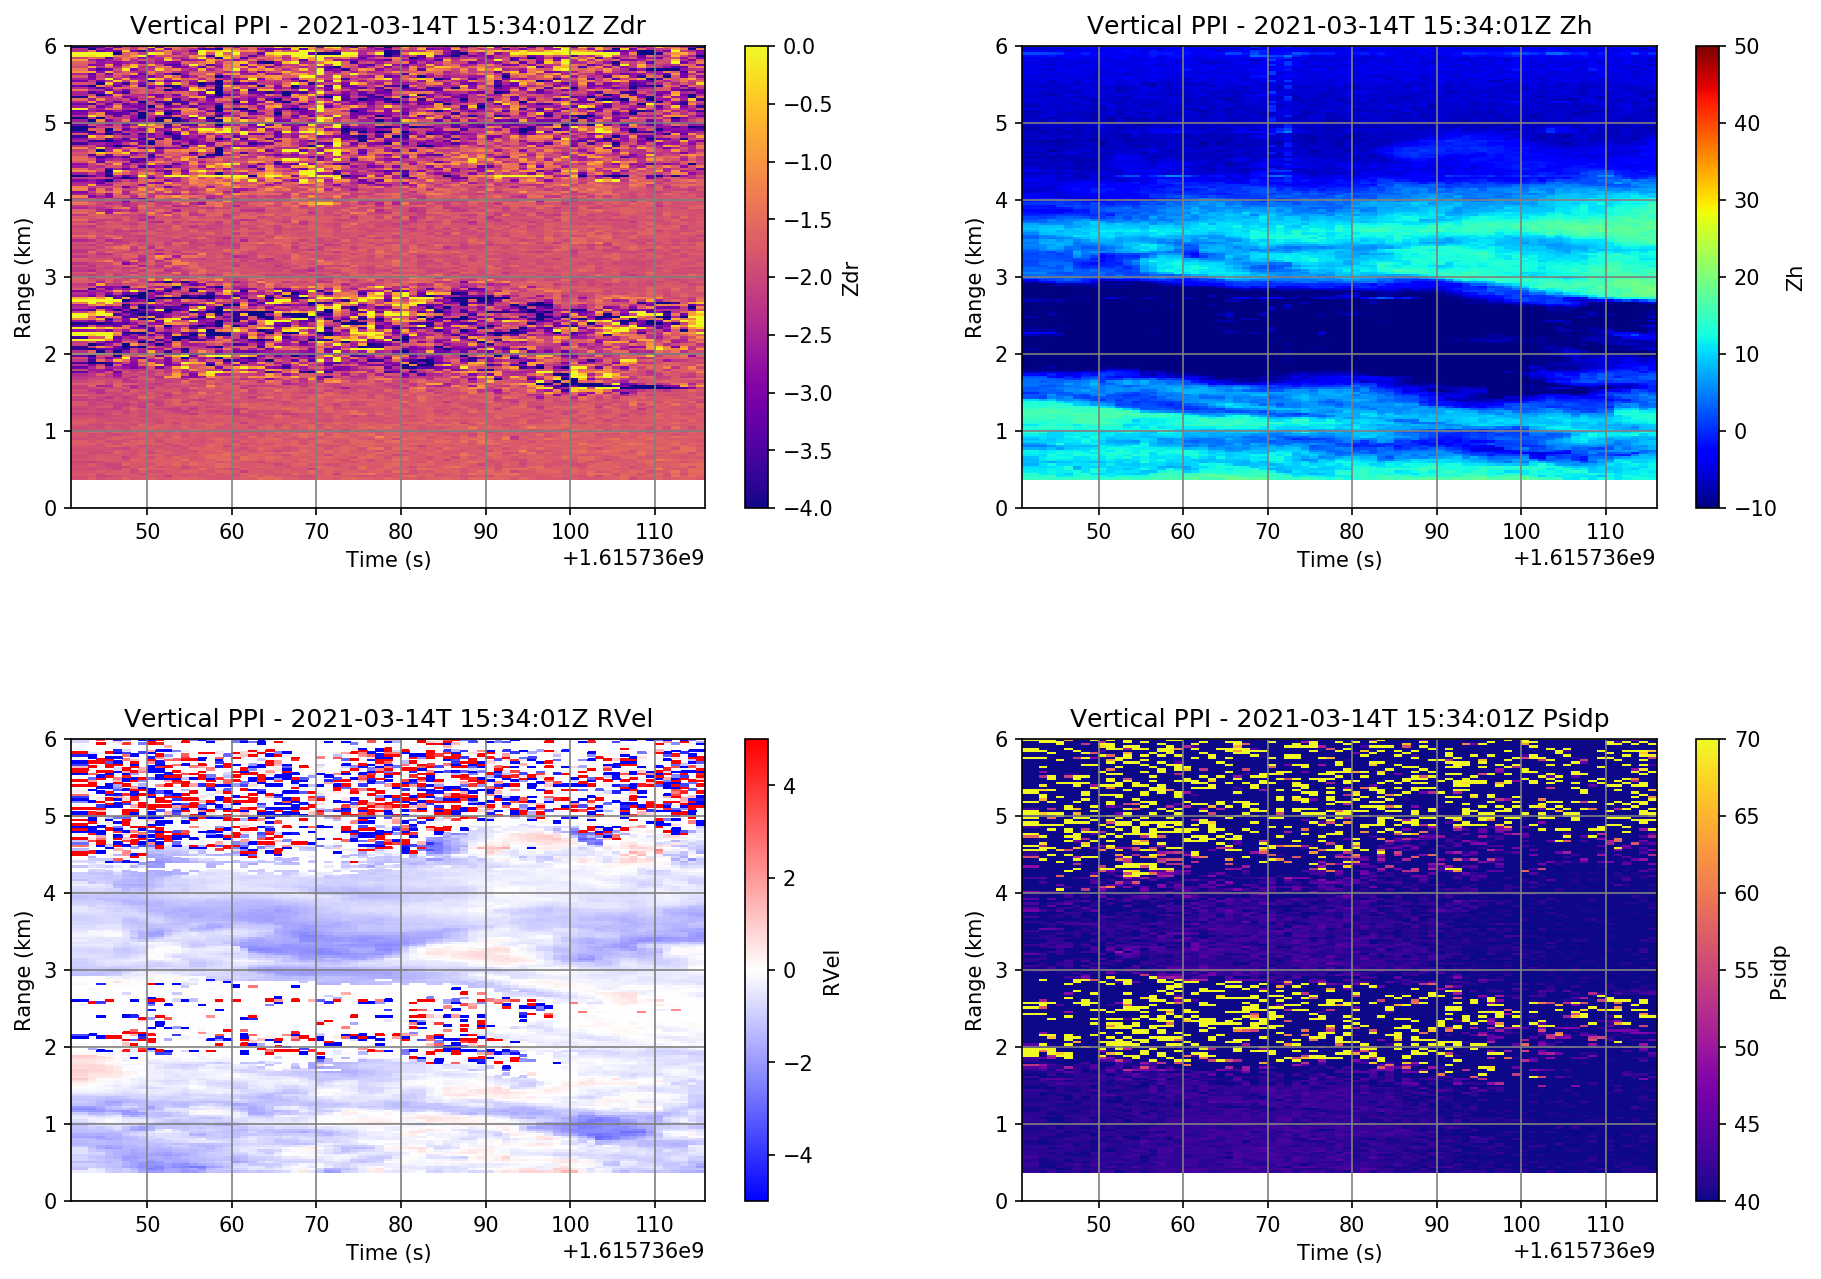 Vertical PPI - 2021-03-14T 15:34:01Z Zdr
6
5
4
3
2
1
0
Range (km)
50 60 70 80 90 100 110
Time (s)
+1.615736e9
0.0
−0.5
−1.0
−1.5
−2.0
−2.5
−3.0
−3.5
−4.0
Zdr
Vertical PPI - 2021-03-14T 15:34:01Z Zh
6
5
4
3
2
1
0
Range (km)
50 60 70 80 90 100 110
Time (s)
+1.615736e9
50
40
30
20
10
0
−10
Zh
Vertical PPI - 2021-03-14T 15:34:01Z RVel
6
5
4
3
2
1
0
Range (km)
50 60 70 80 90 100 110
Time (s)
+1.615736e9
4
2
0
−2
−4
RVel
Vertical PPI - 2021-03-14T 15:34:01Z Psidp
6
5
4
3
2
1
0
Range (km)
50 60 70 80 90 100 110
Time (s)
+1.615736e9
70
65
60
55
50
45
40
Psidp